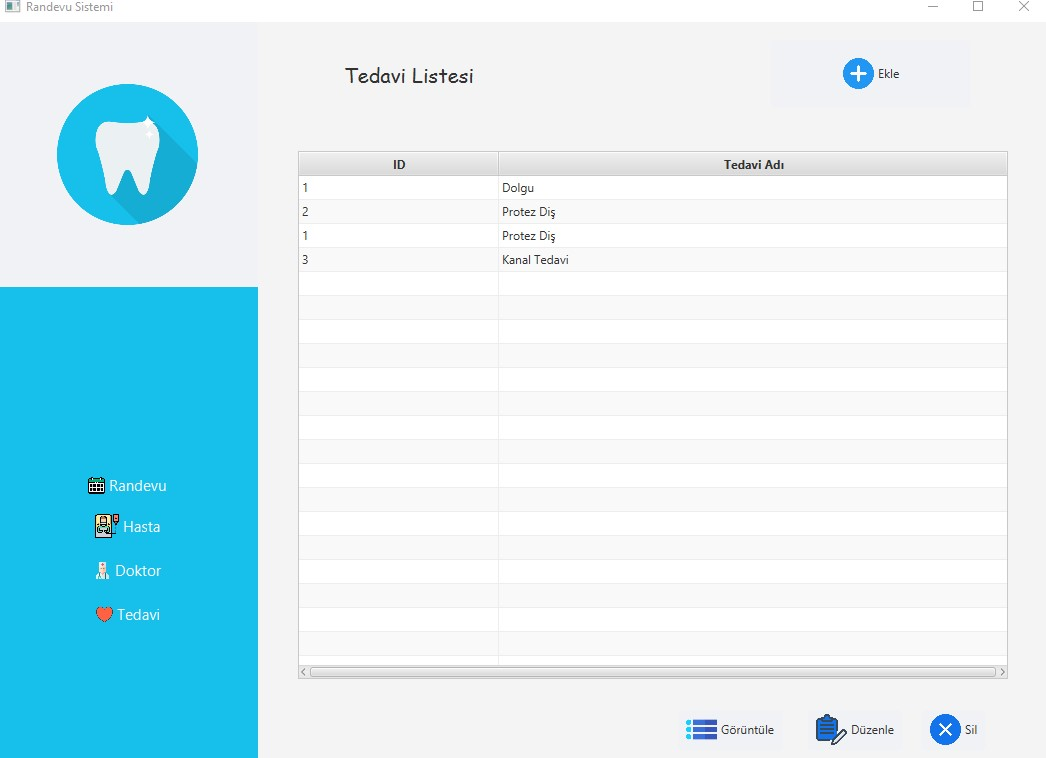 Randevu Sistemi
Tedavi Listesi
Ekle
ID Tedavi Adı
1 Dolgu
2 Protez Diş
1 Protez Diş
3 Kanal Tedavi
Randevu
Hasta
Doktor
Tedavi
Görüntüle Düzenle Sil